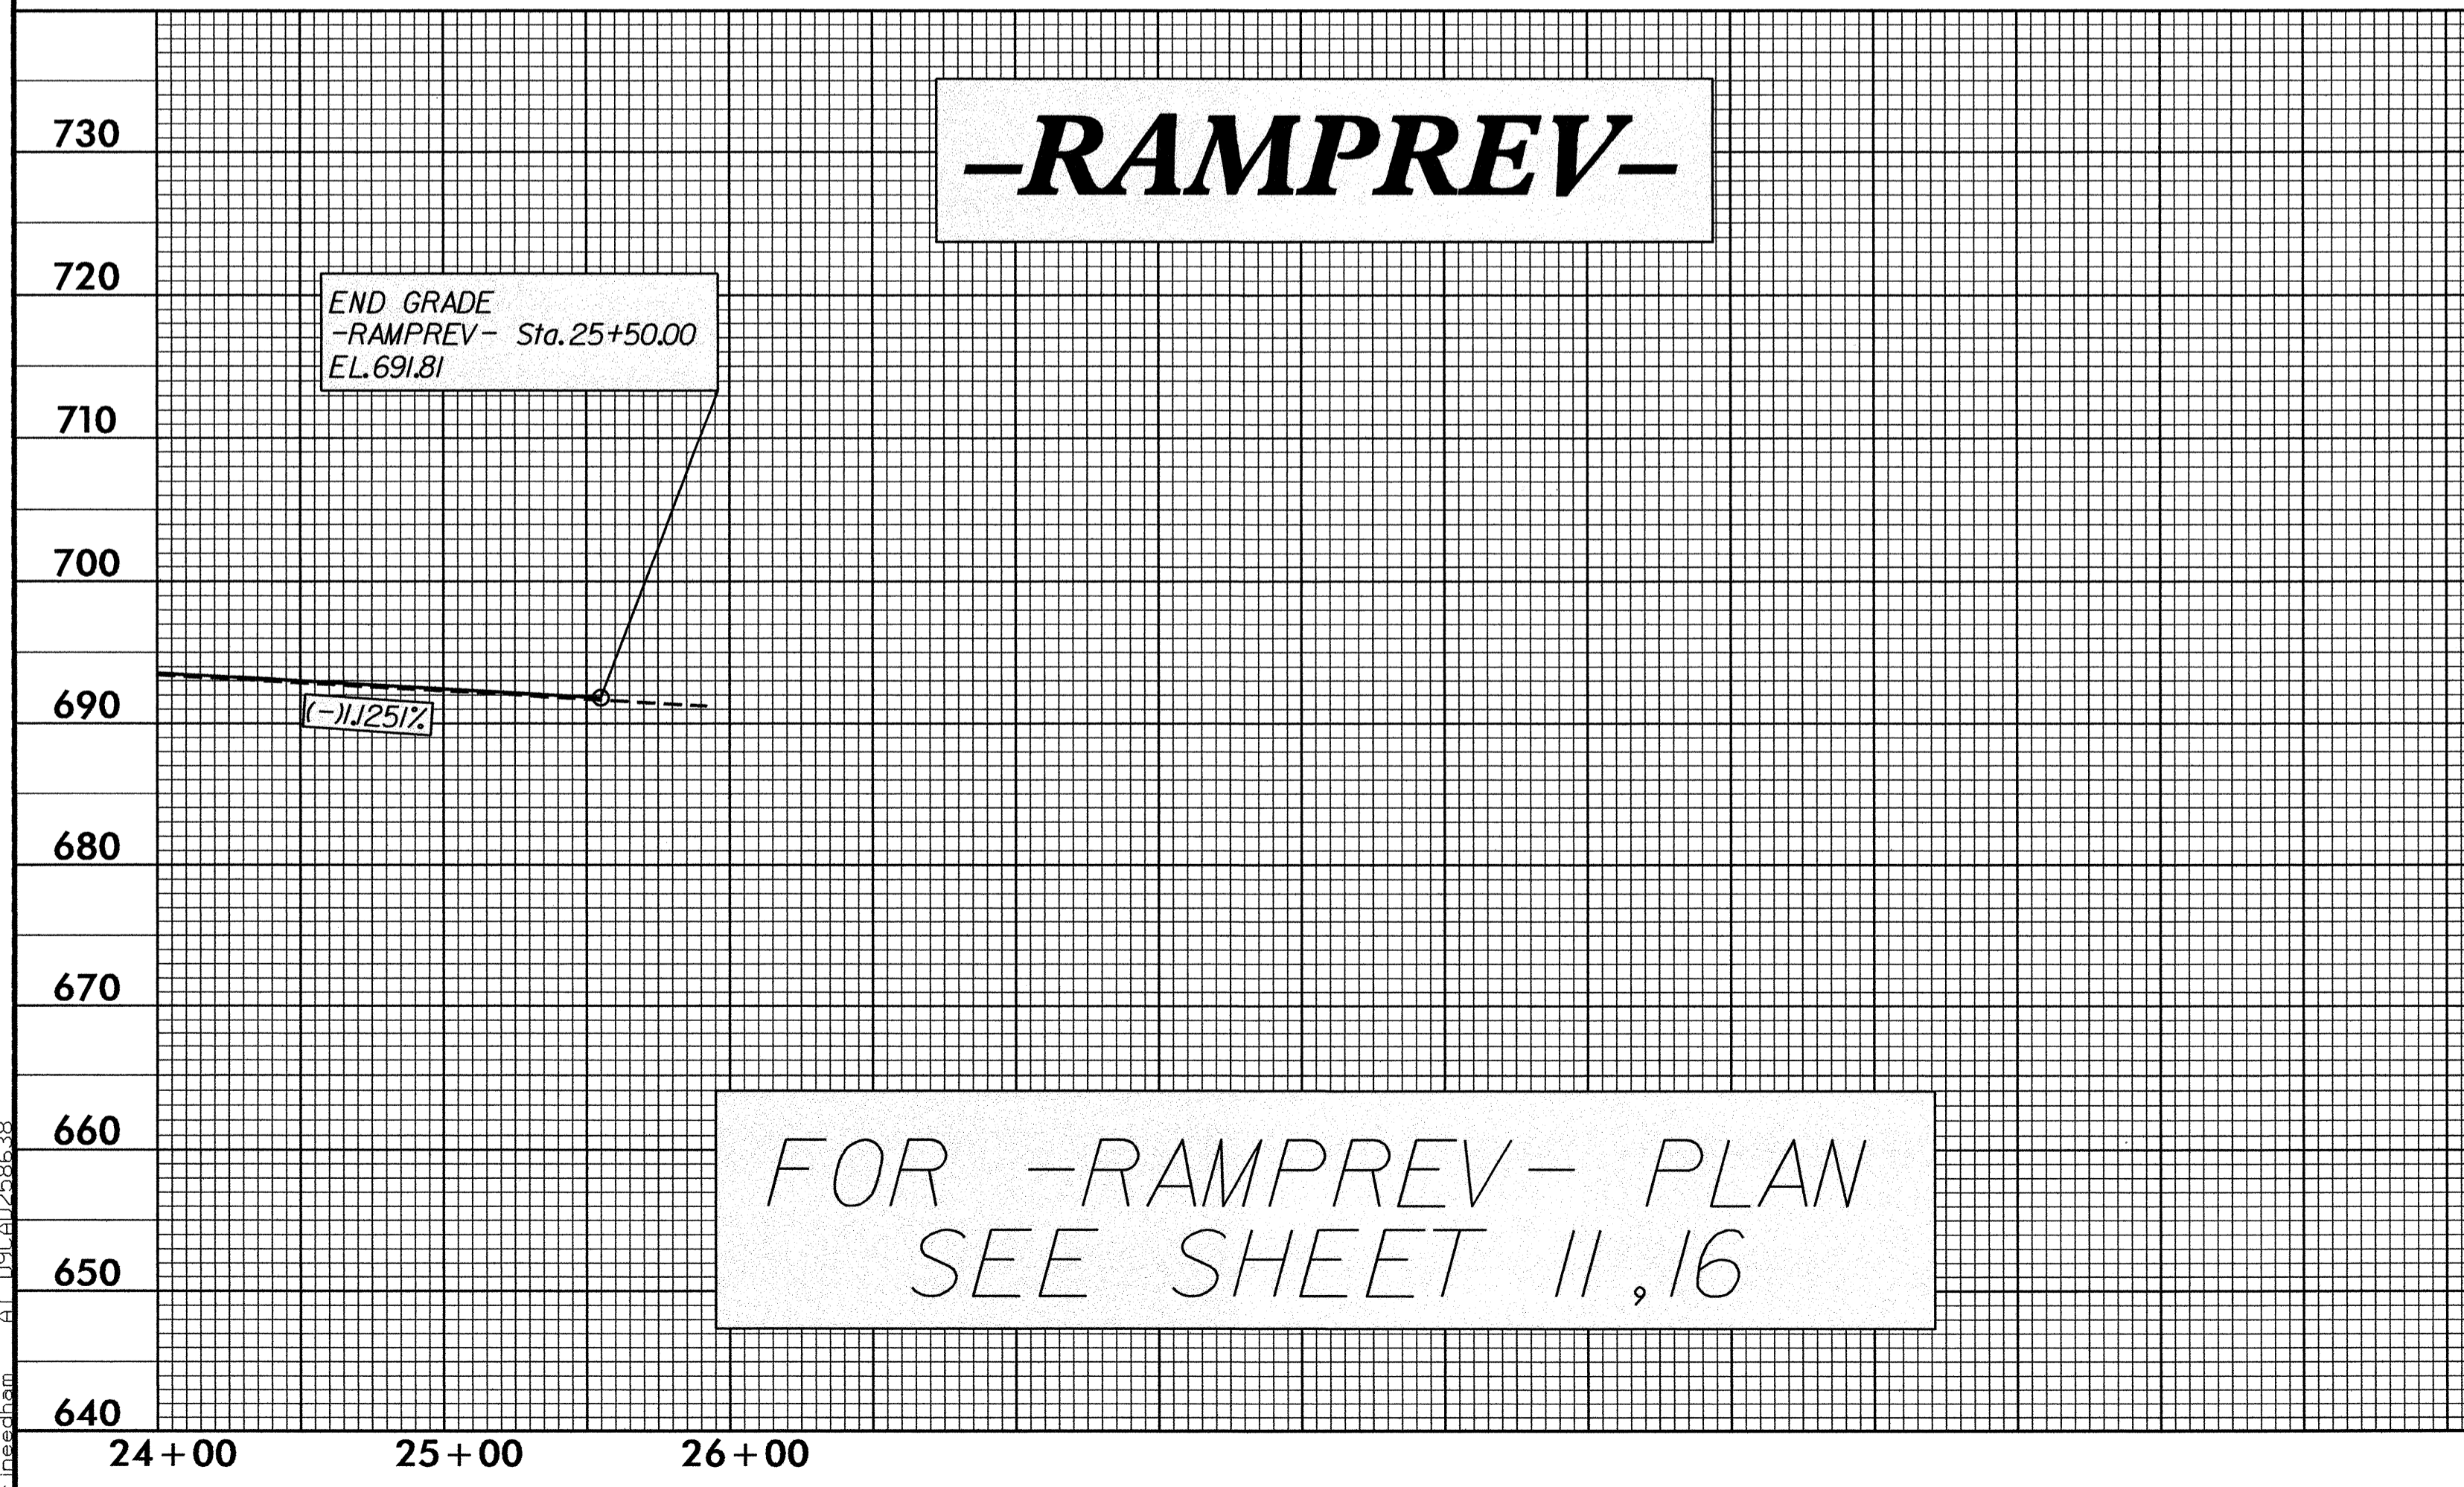 730
–RAMPREV–
720
END GRADE
-RAMPREV- Sta. 25+50.00
EL. 691.81
710
700
690
(-)1.1251%
680
670
660
FOR -RAMPREV- PLAN
SEE SHEET 11,16
650
640
24+00 25+00 26+00